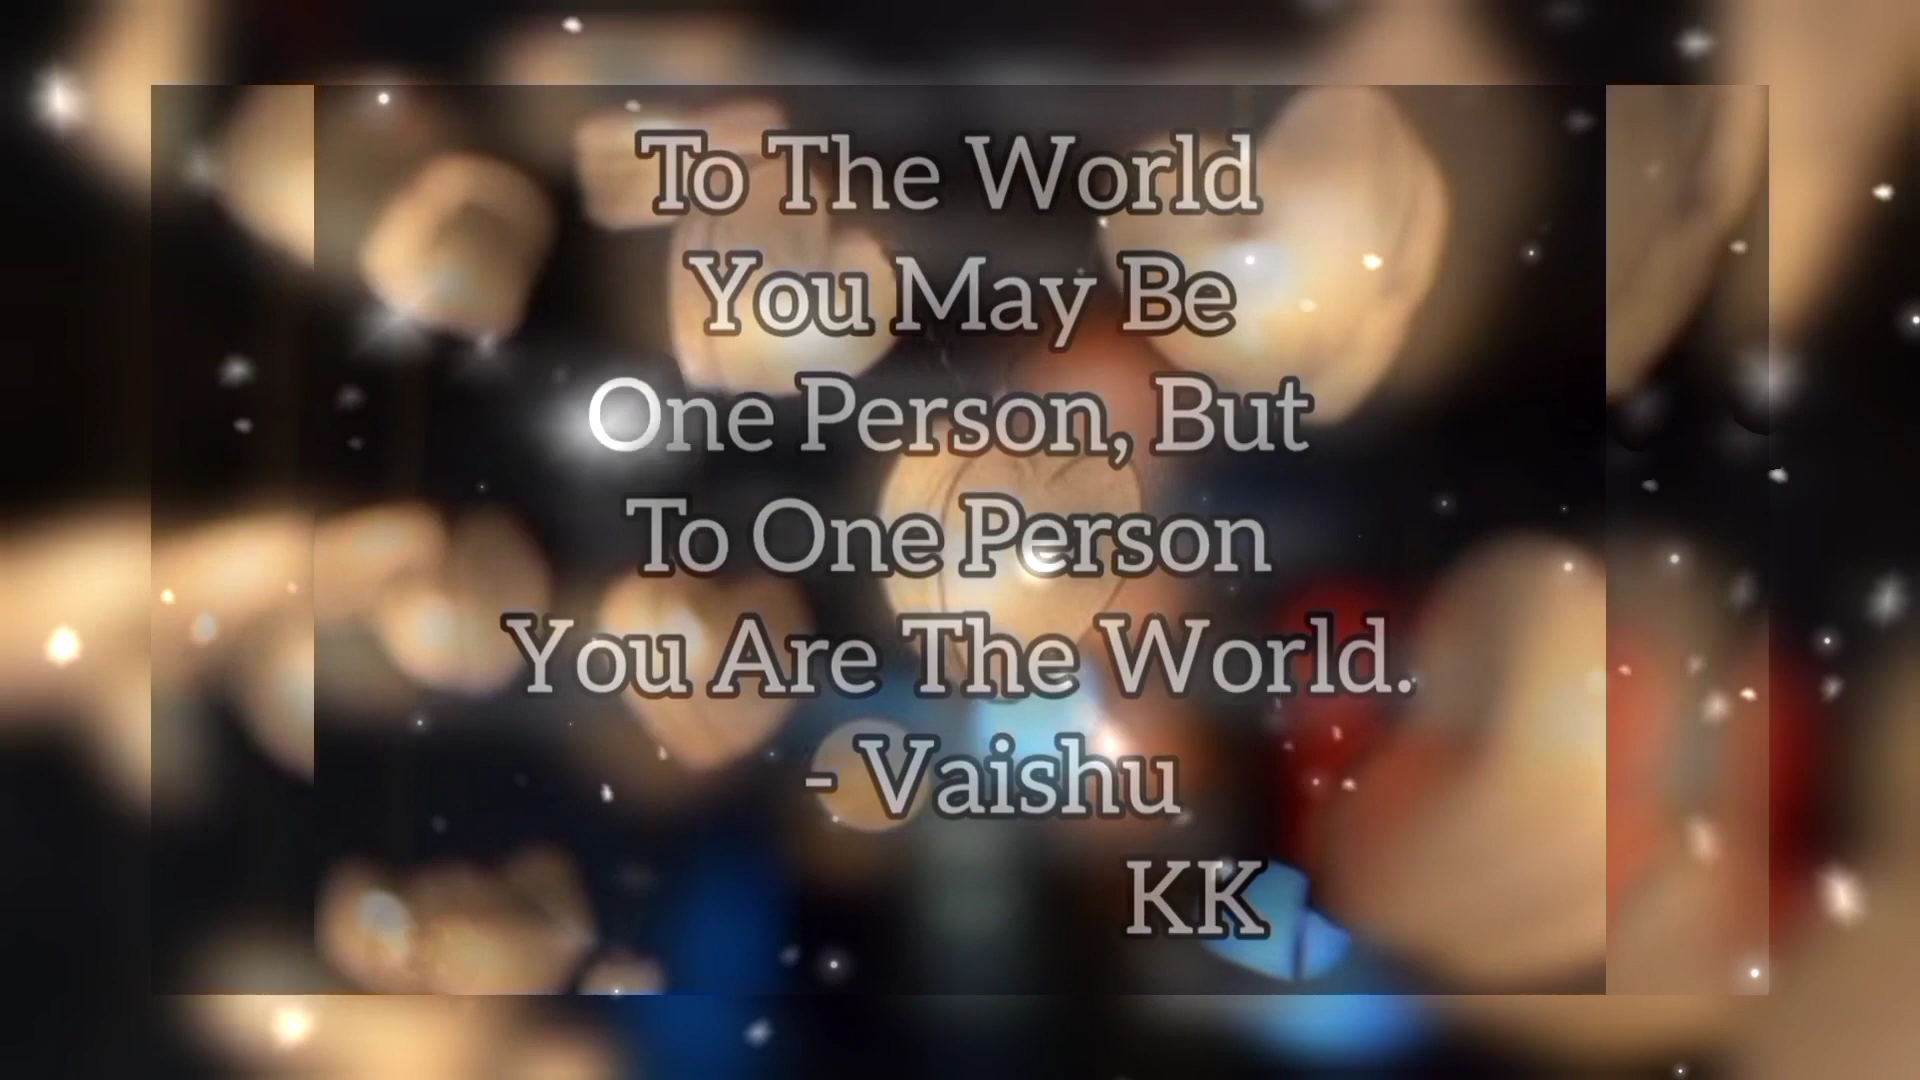 To The World
You May Be
One Person, But
To One Person
You Are The World.
- Vaishu
KK